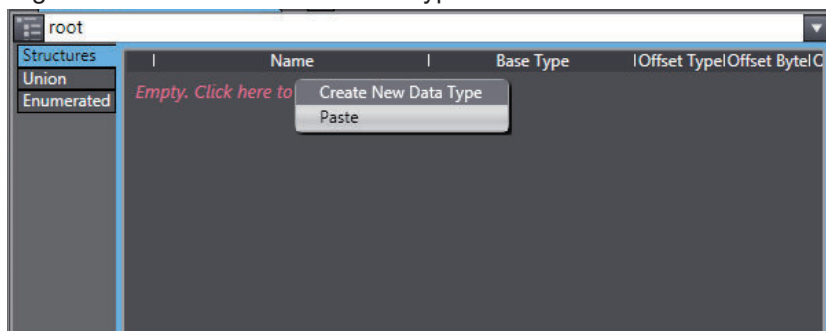 root
Structures
Union
Enumerated
Name Base Type Offset Type Offset Byte
Empty. Click here to
Create New Data Type
Paste